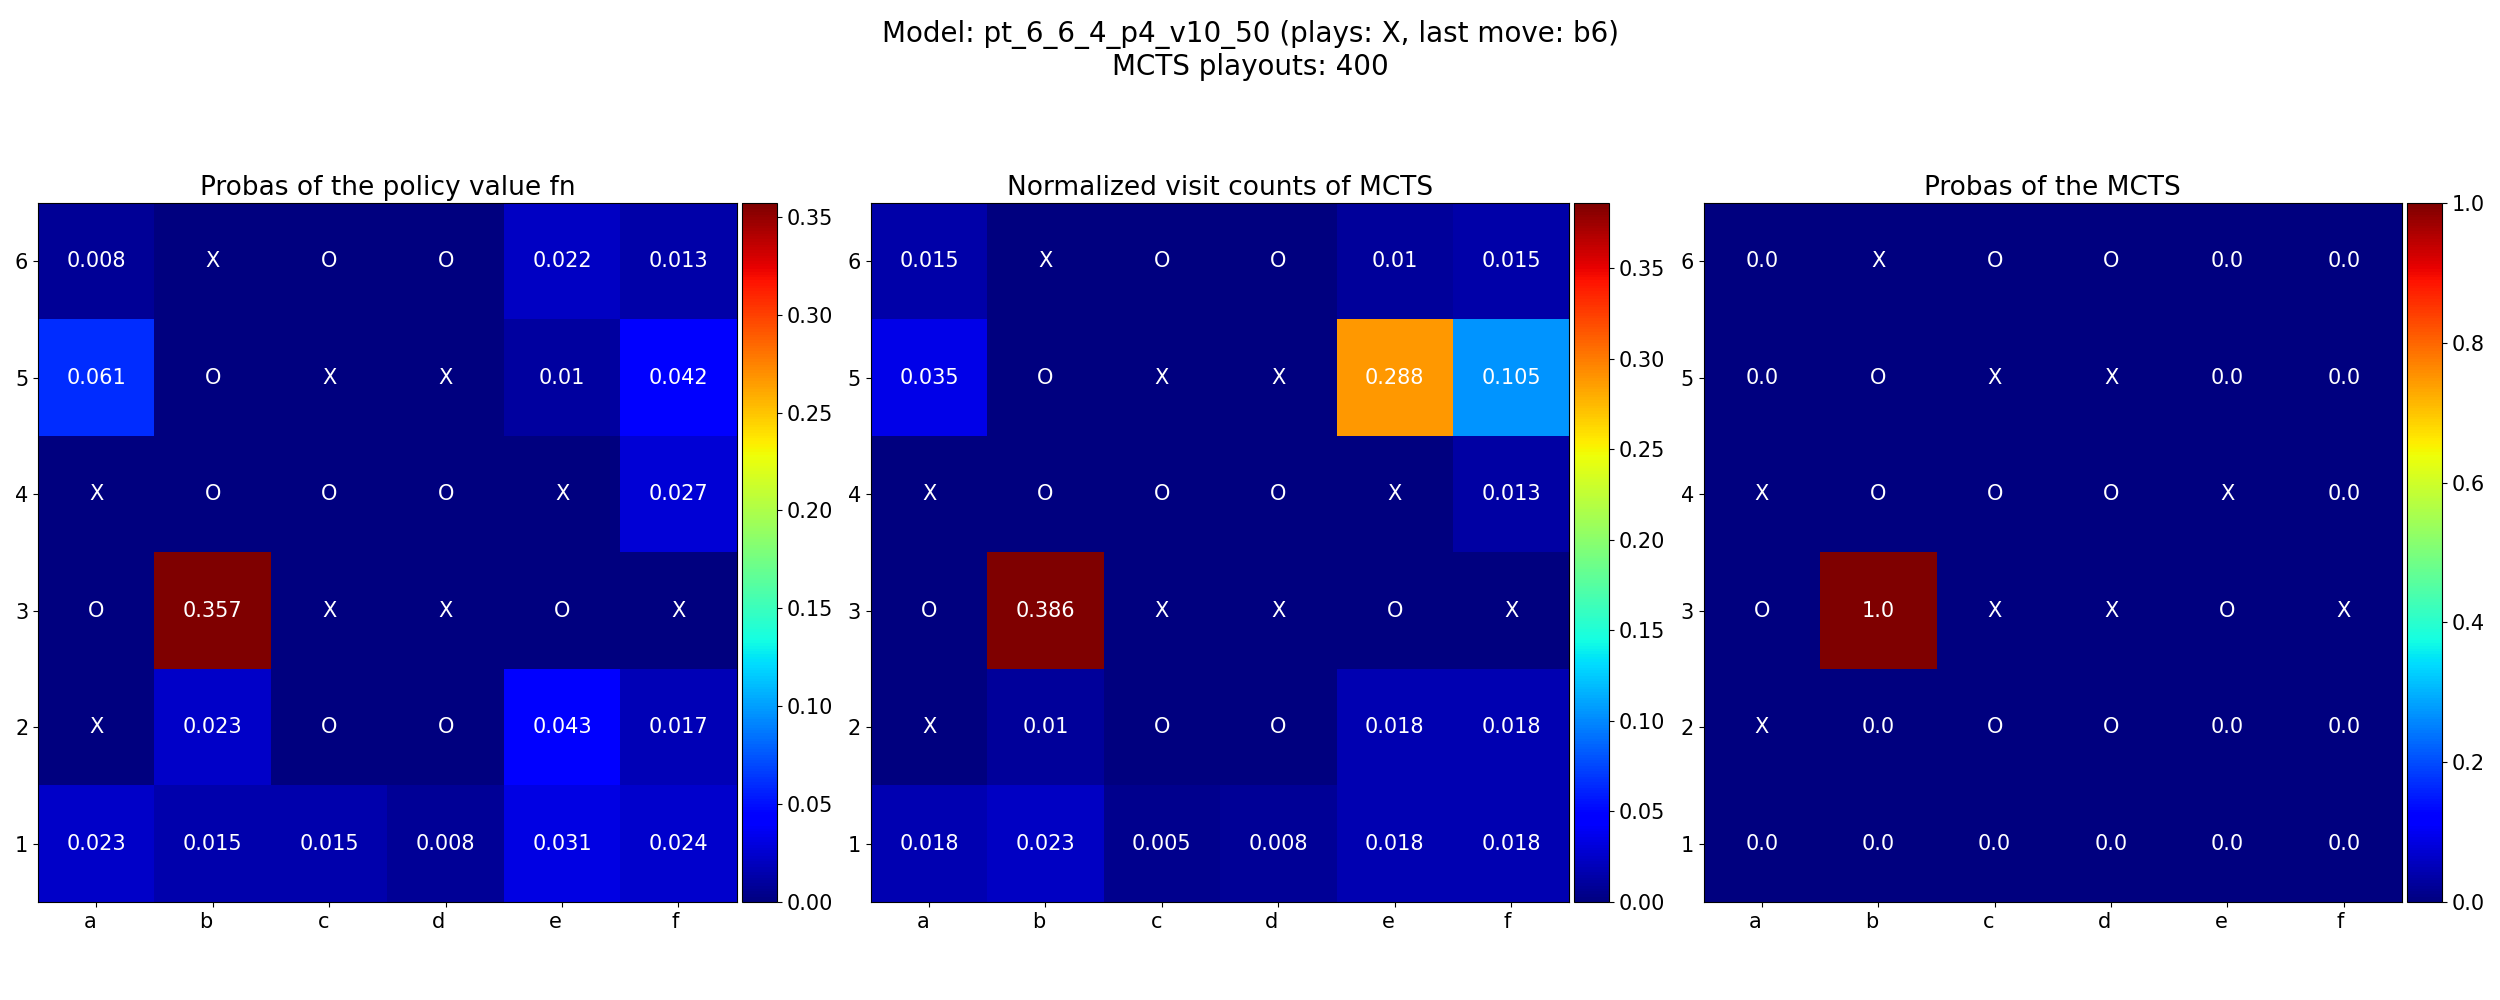 Model: pt_6_6_4_p4_v10_50 (plays: X, last move: b6)
MCTS playouts: 400
Probas of the policy value fn
6 0.008 X O O 0.022 0.013
5 0.061 O X X 0.01 0.042
4 X O O O X 0.027
3 O 0.357 X X O X
2 X 0.023 O O 0.043 0.017
1 0.023 0.015 0.015 0.008 0.031 0.024
a b c d e f
0.35
0.30
0.25
0.20
0.15
0.10
0.05
0.00
Normalized visit counts of MCTS
6 0.015 X O O 0.01 0.015
5 0.035 O X X 0.288 0.105
4 X O O O X 0.013
3 O 0.386 X X O X
2 X 0.01 O O 0.018 0.018
1 0.018 0.023 0.005 0.008 0.018 0.018
a b c d e f
0.35
0.30
0.25
0.20
0.15
0.10
0.05
0.00
Probas of the MCTS
6 0.0 X O O 0.0 0.0
5 0.0 O X X 0.0 0.0
4 X O O O X 0.0
3 O 1.0 X X O X
2 X 0.0 O O 0.0 0.0
1 0.0 0.0 0.0 0.0 0.0 0.0
a b c d e f
1.0
0.8
0.6
0.4
0.2
0.0